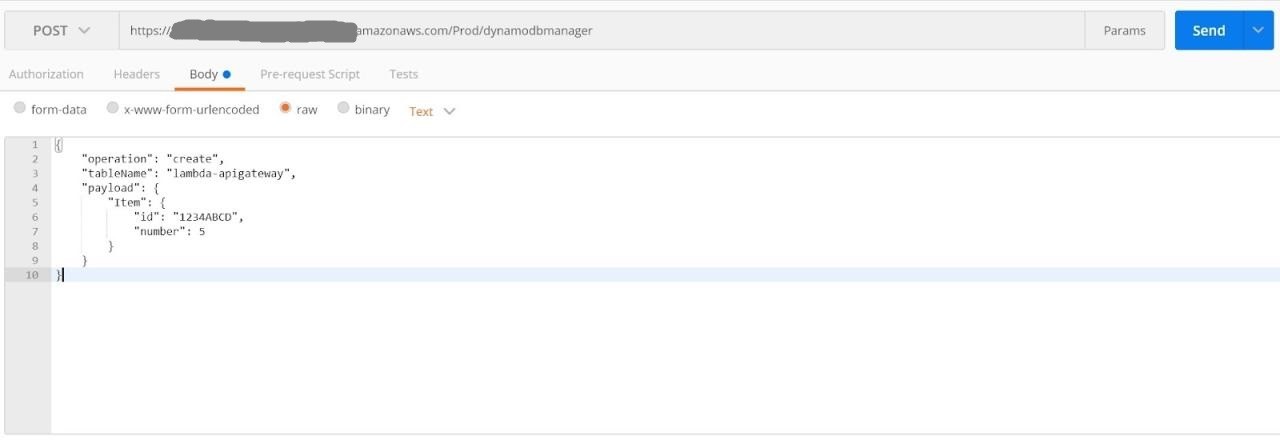 POST https:// amazonaws.com/Prod/dynamodbmanager Params Send
Authorization Headers Body Pre-request Script Tests
form-data x-www-form-urlencoded raw binary Text
1 {
2     "operation": "create",
3     "tableName": "lambda-apigateway",
4     "payload": {
5         "Item": {
6             "id": "1234ABCD",
7             "number": 5
8         }
9     }
10 }